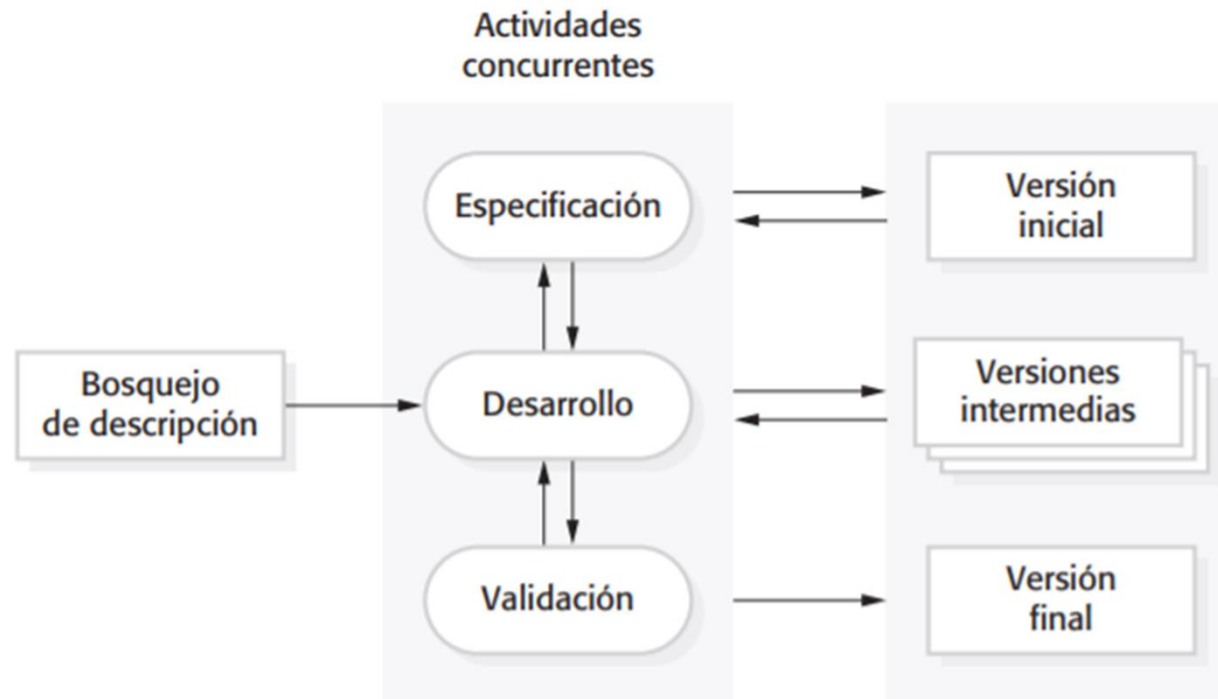 Actividades
concurrentes
Especificación
Versión
inicial
Bosquejo
de descripción
Desarrollo
Versiones
intermedias
Validación
Versión
final